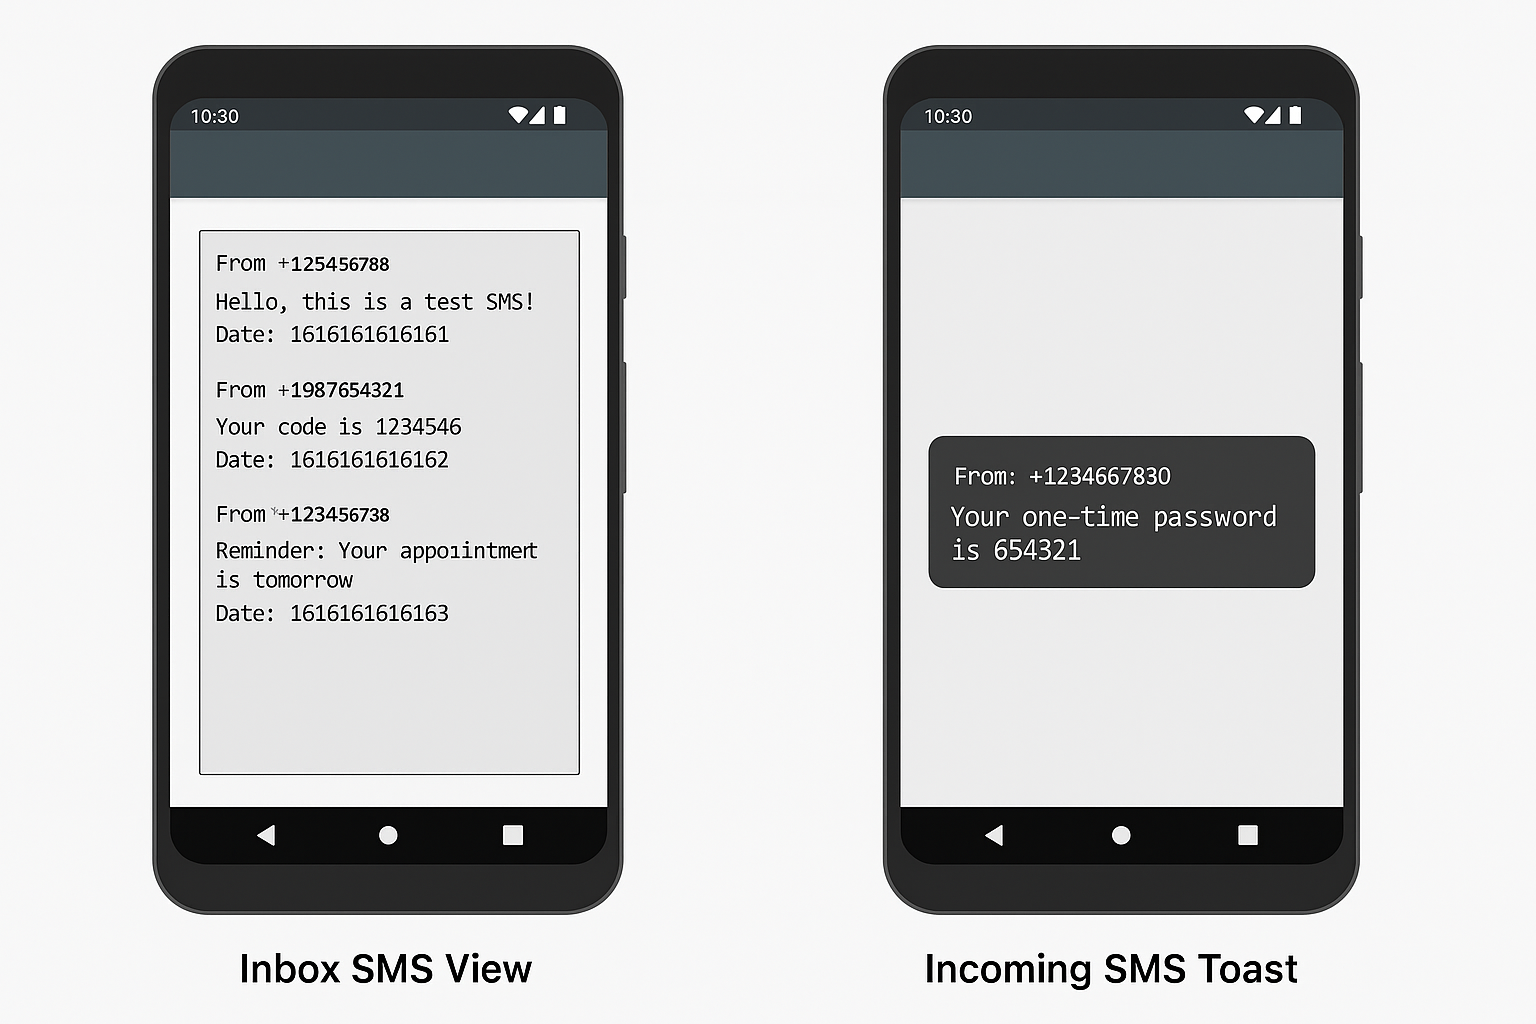 10:30
From +125456788
Hello, this is a test SMS!
Date: 1616161616161
From +1987654321
Your code is 1234546
Date: 1616161616162
From +123456738
Reminder: Your appoıintmert
is tomorrow
Date: 1616161616163
Inbox SMS View
10:30
From: +1234667830
Your one-time password
is 654321
Incoming SMS Toast